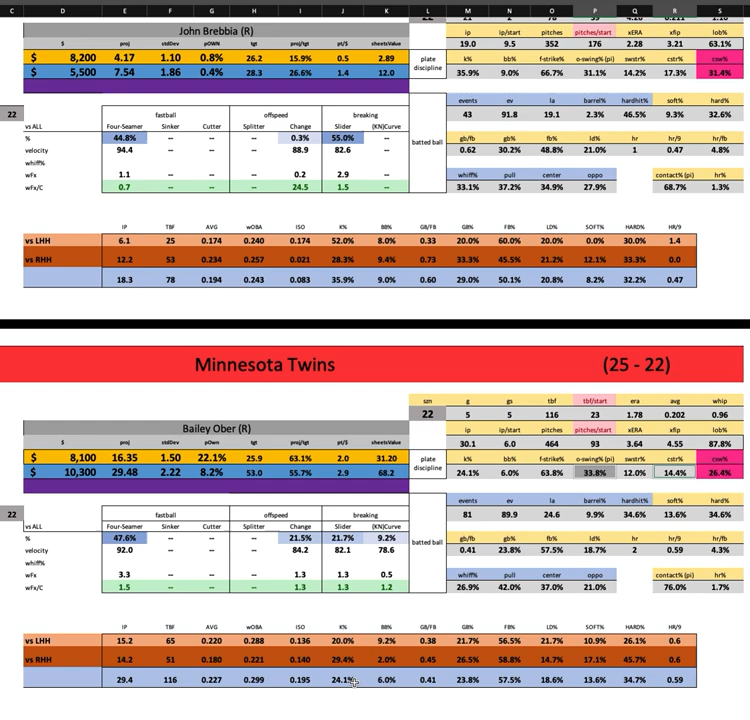 C D E F G H I J K L M N O P Q R S
John Brebbia (R)
$ proj stdDev pOWN tgt proj/tgt pt/$ sheetsValue
$ 8,200 4.17 1.10 0.8% 26.2 15.9% 0.5 2.89
$ 5,500 7.54 1.86 0.4% 28.3 26.6% 1.4 12.0
ip ip/start pitches pitches/start xERA xfip lob%
19.0 9.5 352 176 2.28 3.21 63.1%
plate discipline
k% bb% f-strike% o-swing% (pi) swstr% cstr% csw%
35.9% 9.0% 66.7% 31.1% 14.2% 17.3% 31.4%
events ev la barrel% hardhit% soft% hard%
43 91.8 19.1 2.3% 46.5% 9.3% 32.6%
22
fastball offspeed breaking
vs ALL Four-Seamer Sinker Cutter Splitter Change Slider (KN)Curve
% 44.8% -- -- -- 0.3% 55.0% --
velocity 94.4 -- -- -- 88.9 82.6 --
whiff%
wFx 1.1 -- -- -- 0.2 2.9 --
wFx/C 0.7 -- -- -- 24.5 1.5 --
batted ball
gb/fb gb% fb% ld% hr hr/9 hr/fb
0.62 30.2% 48.8% 21.0% 1 0.47 4.8%
whiff% pull center oppo contact% (pi) hr%
33.1% 37.2% 34.9% 27.9% 68.7% 1.3%
IP TBF AVG wOBA ISO K% BB% GB/FB GB% FB% LD% SOFT% HARD% HR/9
vs LHH 6.1 25 0.174 0.240 0.174 52.0% 8.0% 0.33 20.0% 60.0% 20.0% 0.0% 30.0% 1.4
vs RHH 12.2 53 0.234 0.257 0.021 28.3% 9.4% 0.73 33.3% 45.5% 21.2% 12.1% 33.3% 0.0
18.3 78 0.194 0.243 0.083 35.9% 9.0% 0.60 29.0% 50.1% 20.8% 8.2% 32.2% 0.47
Minnesota Twins (25 - 22)
szn g gs tbf tbf/start era avg whip
22 5 5 116 23 1.78 0.202 0.96
Bailey Ober (R)
ip ip/start pitches pitches/start xERA xfip lob%
30.1 6.0 464 93 3.64 4.55 87.8%
$ proj stdDev pOwn tgt proj/tgt pt/$ sheetsValue
$ 8,100 16.35 1.50 22.1% 25.9 63.1% 2.0 31.20
$ 10,300 29.48 2.22 8.2% 53.0 55.7% 2.9 68.2
plate discipline
k% bb% f-strike% o-swing% (pi) swstr% cstr% csw%
24.1% 6.0% 63.8% 33.8% 12.0% 14.4% 26.4%
events ev la barrel% hardhit% soft% hard%
81 89.9 24.6 9.9% 34.6% 13.6% 34.6%
22
fastball offspeed breaking
vs ALL Four-Seamer Sinker Cutter Splitter Change Slider (KN)Curve
% 47.6% -- -- -- 21.5% 21.7% 9.2%
velocity 92.0 -- -- -- 84.2 82.1 78.6
whiff%
wFx 3.3 -- -- -- 1.3 1.3 0.5
wFx/C 1.5 -- -- -- 1.3 1.3 1.2
batted ball
gb/fb gb% fb% ld% hr hr/9 hr/fb
0.41 23.8% 57.5% 18.7% 2 0.59 4.3%
whiff% pull center oppo contact% (pi) hr%
26.9% 42.0% 37.0% 21.0% 76.0% 1.7%
IP TBF AVG wOBA ISO K% BB% GB/FB GB% FB% LD% SOFT% HARD% HR/9
vs LHH 15.2 65 0.220 0.288 0.136 20.0% 9.2% 0.38 21.7% 56.5% 21.7% 10.9% 26.1% 0.6
vs RHH 14.2 51 0.180 0.221 0.140 29.4% 2.0% 0.45 26.5% 58.8% 14.7% 17.1% 45.7% 0.6
29.4 116 0.227 0.299 0.195 24.1% 6.0% 0.41 23.8% 57.5% 18.6% 13.6% 34.7% 0.59